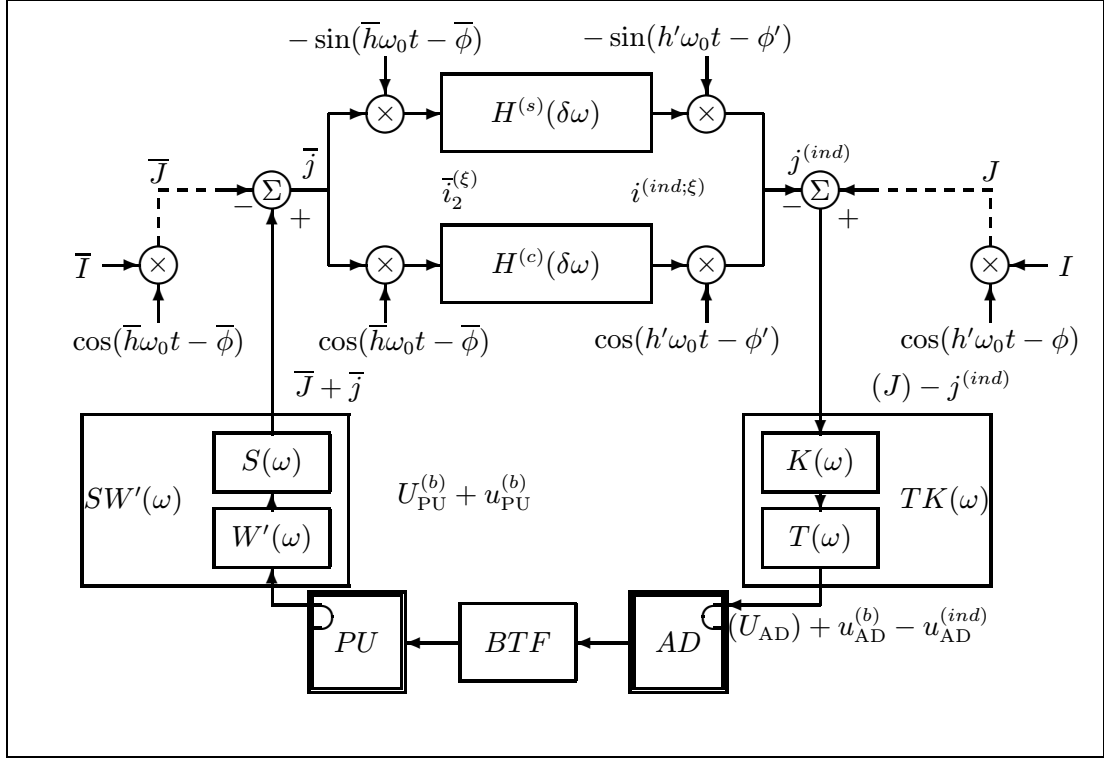 − sin(h̅ω₀t − ϕ̅)
− sin(h′ω₀t − ϕ′)
×
H⁽ˢ⁾(δω)
×
J̅
j̅
j⁽ⁱⁿᵈ⁾
J
− Σ +
i̅₂^(ξ)
i^(ind;ξ)
− Σ +
I̅
×
×
H⁽ᶜ⁾(δω)
×
×
I
cos(h̅ω₀t − ϕ̅)
cos(h̅ω₀t − ϕ̅)
cos(h′ω₀t − ϕ′)
cos(h′ω₀t − ϕ)
J̅ + j̅
(J) − j⁽ⁱⁿᵈ⁾
S(ω)
K(ω)
SW′(ω)
U_PU^(b) + u_PU^(b)
TK(ω)
W′(ω)
T(ω)
(U_AD) + u_AD^(b) − u_AD^(ind)
PU
BTF
AD